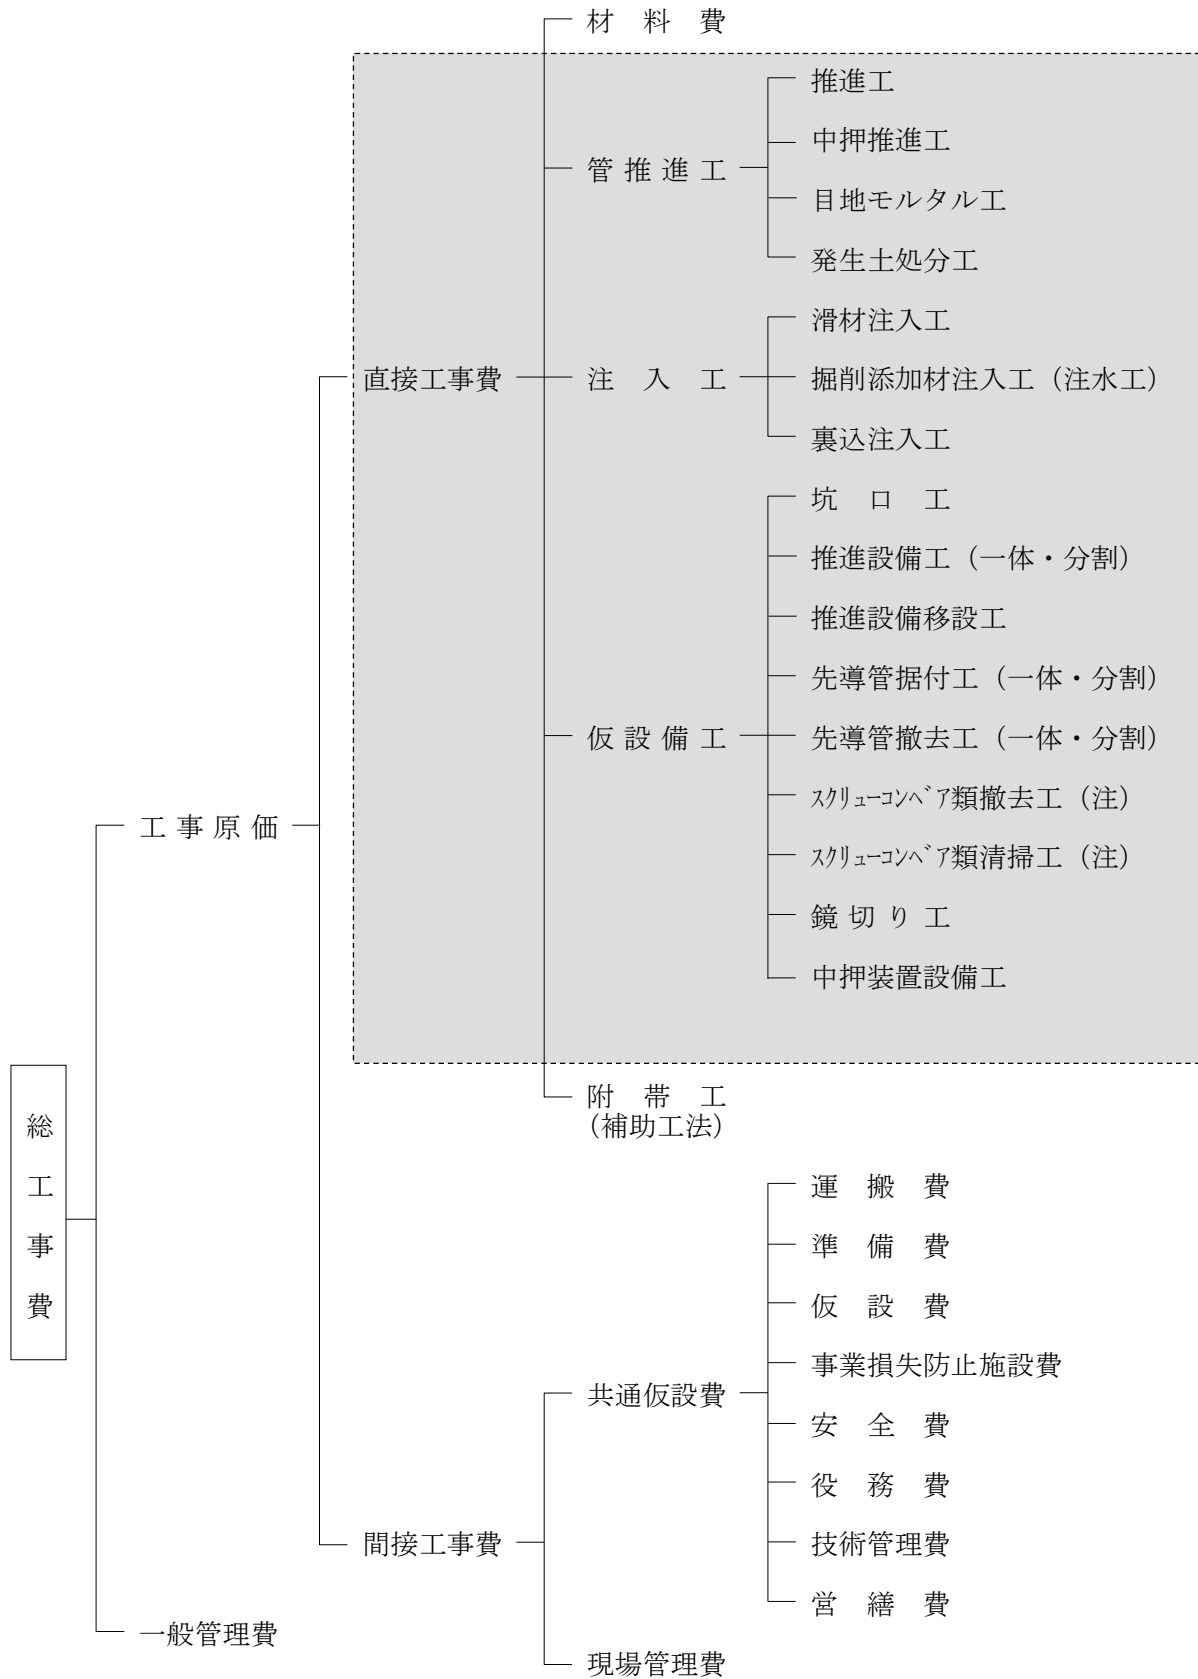 材　料　費
推進工
中押推進工
管 推 進 工
目地モルタル工
発生土処分工
滑材注入工
直接工事費
注　入　工
掘削添加材注入工（注水工）
裏込注入工
坑　口　工
推進設備工（一体・分割）
推進設備移設工
先導管据付工（一体・分割）
仮 設 備 工
先導管撤去工（一体・分割）
ｽｸﾘｭｰｺﾝﾍﾞｱ類撤去工（注）
工 事 原 価
ｽｸﾘｭｰｺﾝﾍﾞｱ類清掃工（注）
鏡 切 り 工
中押装置設備工
附　帯　工
（補助工法）
総工事費
運　搬　費
準　備　費
仮　設　費
事業損失防止施設費
共通仮設費
安　全　費
役　務　費
間接工事費
技術管理費
営　繕　費
一般管理費
現場管理費